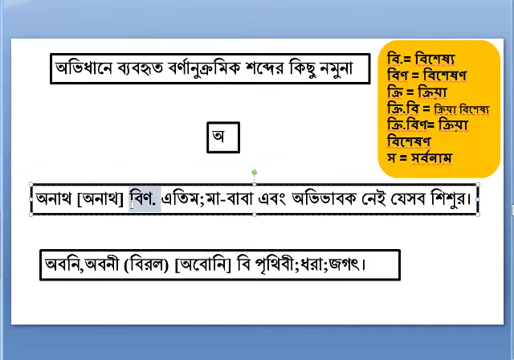 অভিধানে ব্যবহৃত বর্ণানুক্রমিক শব্দের কিছু নমুনা
বি.= বিশেষ্য
বিণ = বিশেষণ
ক্রি = ক্রিয়া
ক্রি.বি = ক্রিয়া বিশেষ্য
ক্রি.বিণ= ক্রিয়া
বিশেষণ
স = সর্বনাম
অ
অনাথ [অনাথ্] বিণ. এতিম;মা-বাবা এবং অভিভাবক নেই যেসব শিশুর।
অবনি,অবনী (বিরল) [অবোনি] বি পৃথিবী;ধরা;জগৎ।